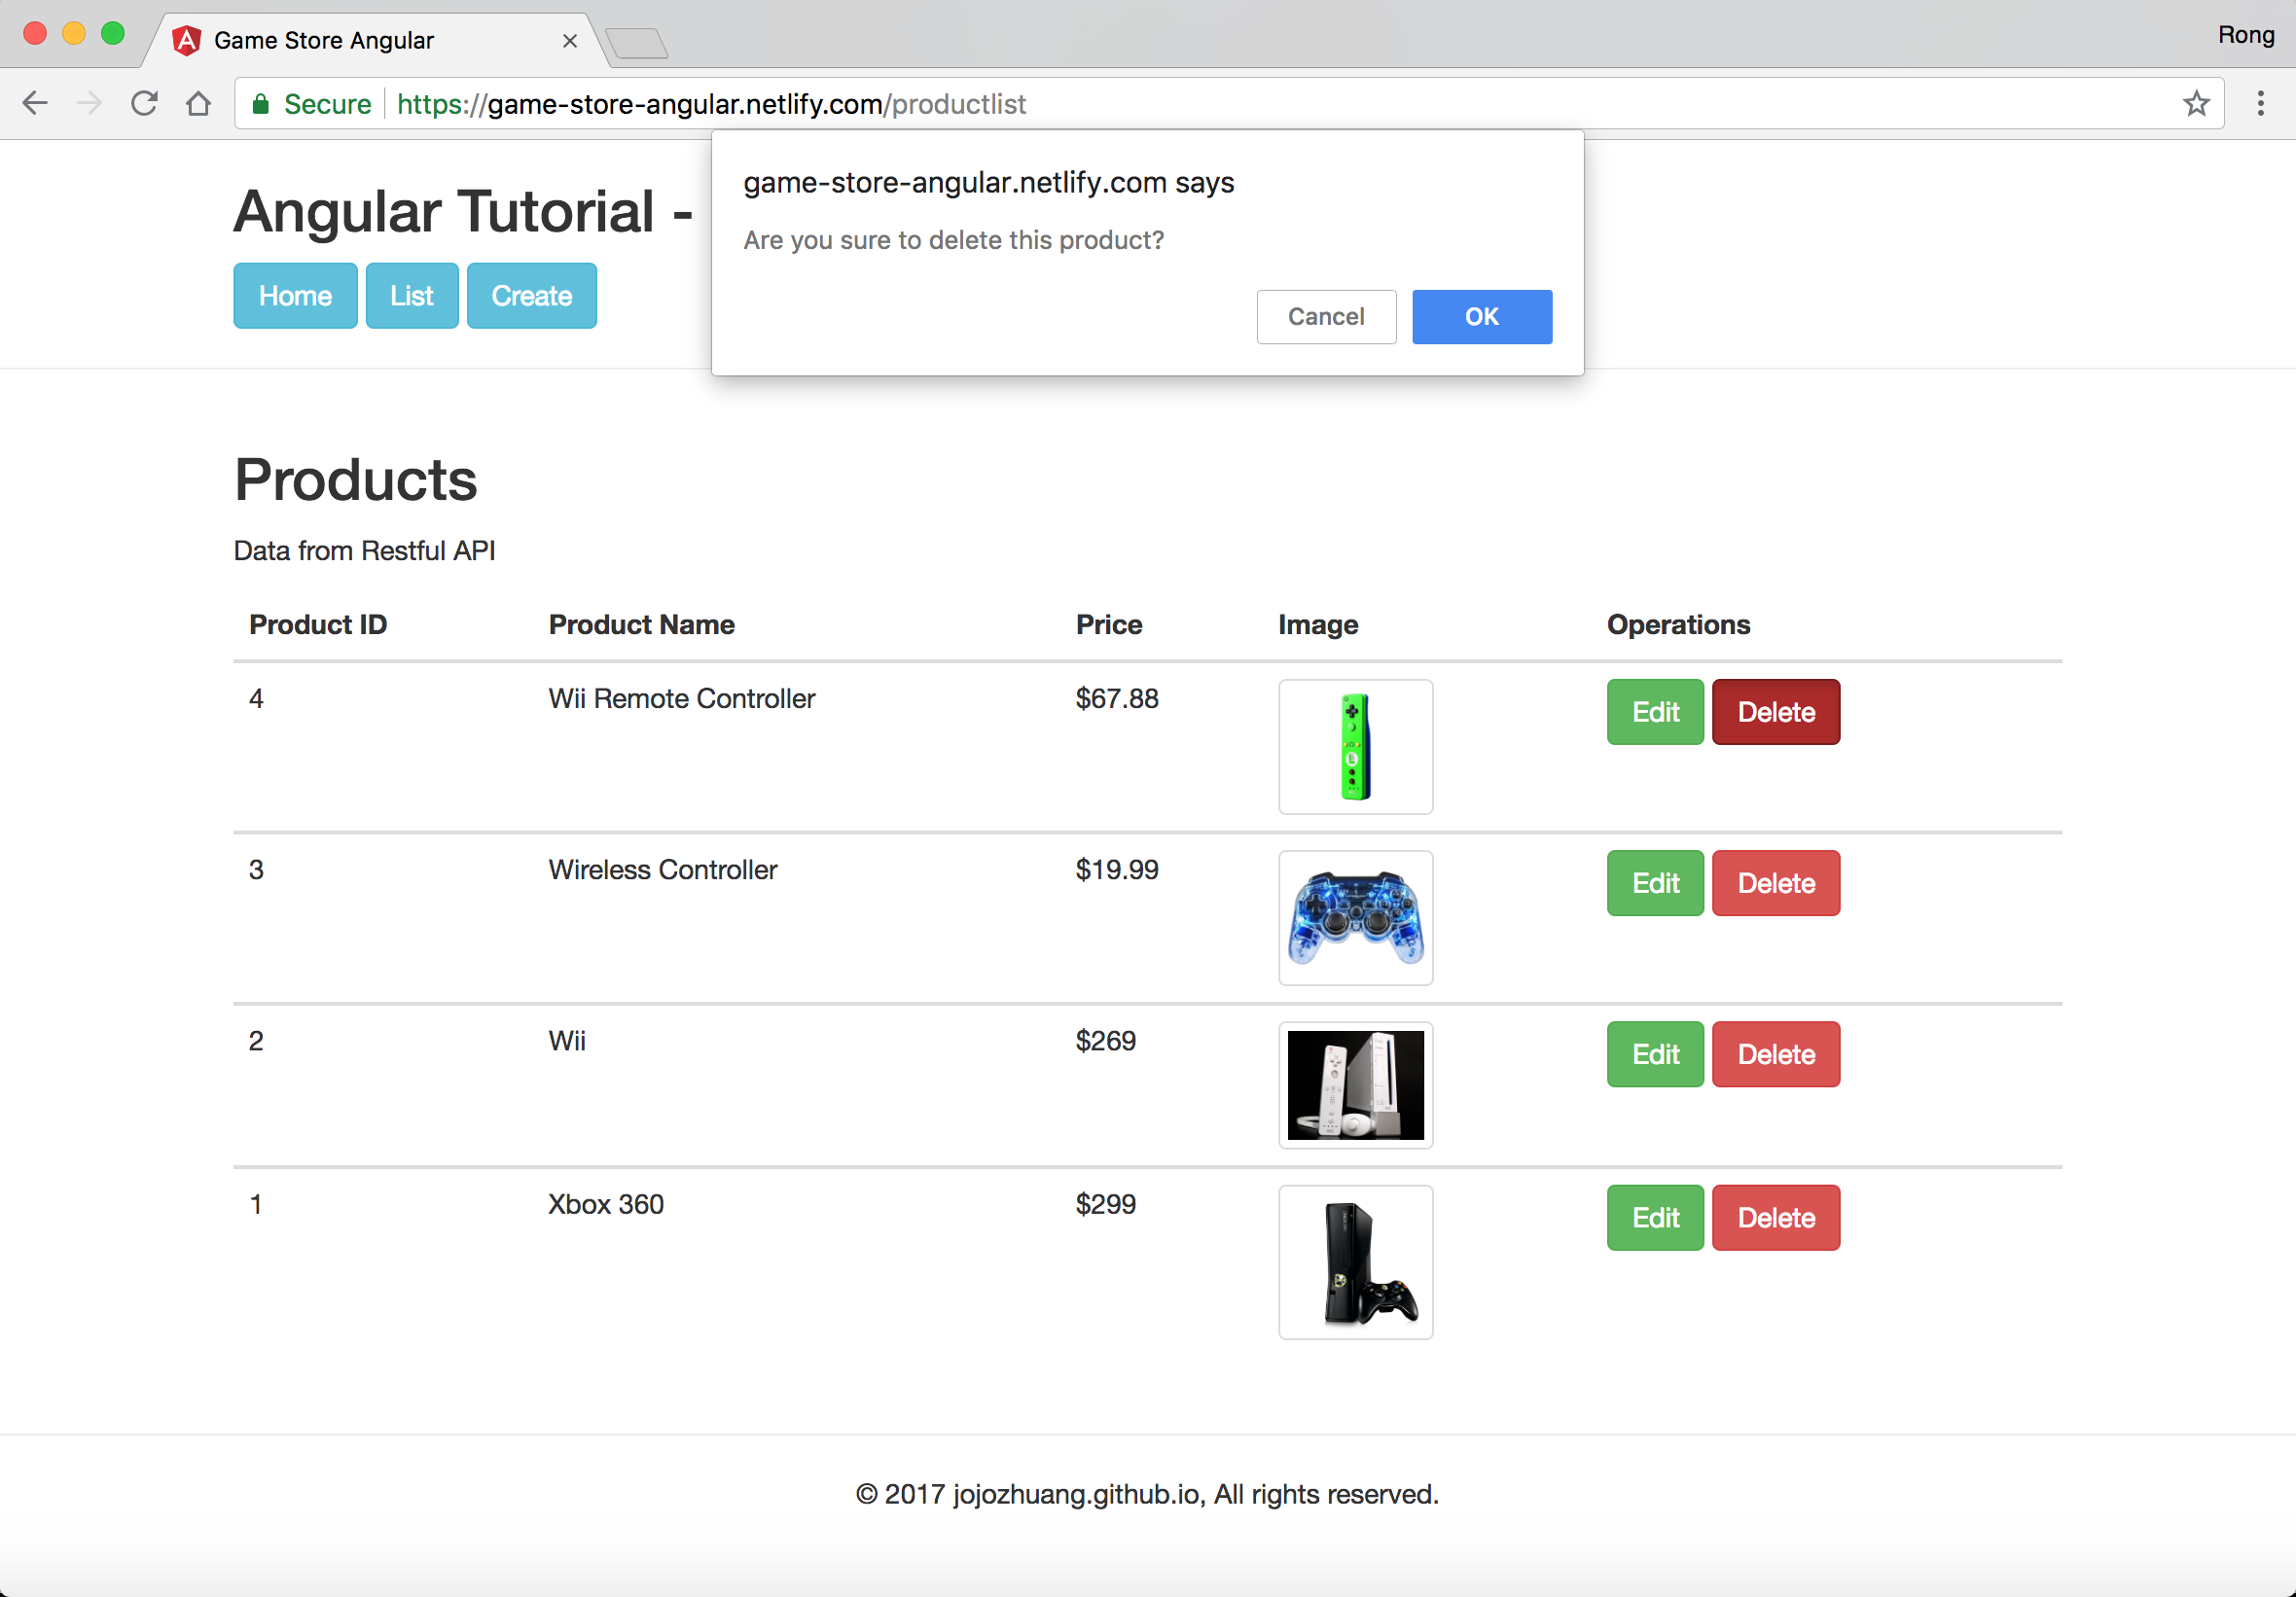 Game Store Angular
Rong
Secure https://game-store-angular.netlify.com/productlist
game-store-angular.netlify.com says
Are you sure to delete this product?
Cancel OK
Angular Tutorial -
Home List Create
Products
Data from Restful API
Product ID Product Name Price Image Operations
4 Wii Remote Controller $67.88 Edit Delete
3 Wireless Controller $19.99 Edit Delete
2 Wii $269 Edit Delete
1 Xbox 360 $299 Edit Delete
© 2017 jojozhuang.github.io, All rights reserved.